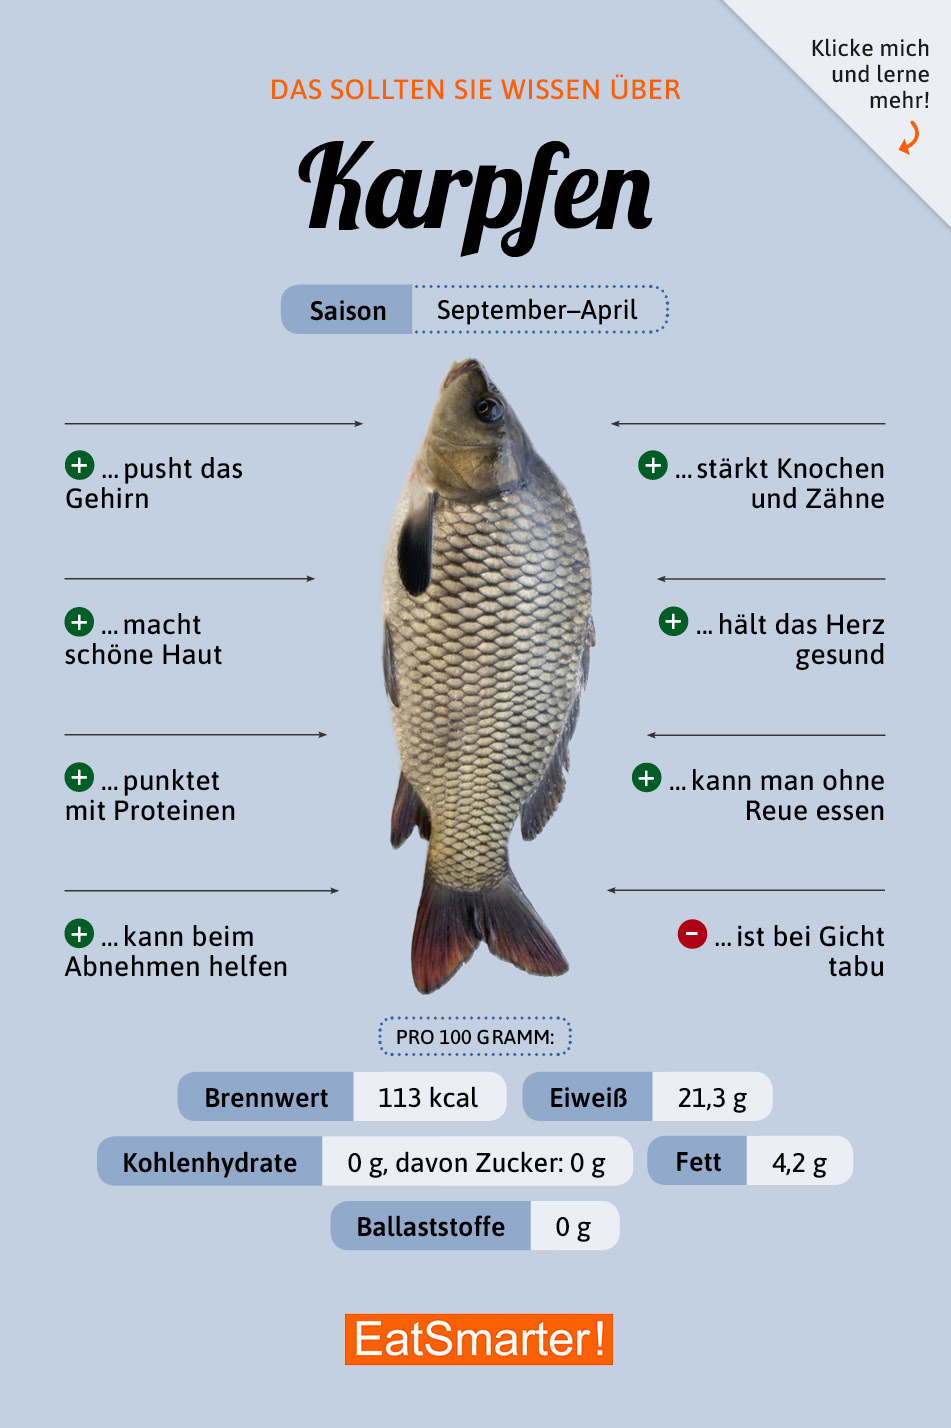 Klicke mich
und lerne
mehr!
DAS SOLLTEN SIE WISSEN ÜBER
Karpfen
Saison September–April
+ ...pusht das
Gehirn
+ ...stärkt Knochen
und Zähne
+ ...macht
schöne Haut
+ ...hält das Herz
gesund
+ ...punktet
mit Proteinen
+ ...kann man ohne
Reue essen
+ ...kann beim
Abnehmen helfen
- ...ist bei Gicht
tabu
PRO 100 GRAMM:
Brennwert 113 kcal Eiweiß 21,3 g
Kohlenhydrate 0 g, davon Zucker: 0 g Fett 4,2 g
Ballaststoffe 0 g
EatSmarter!